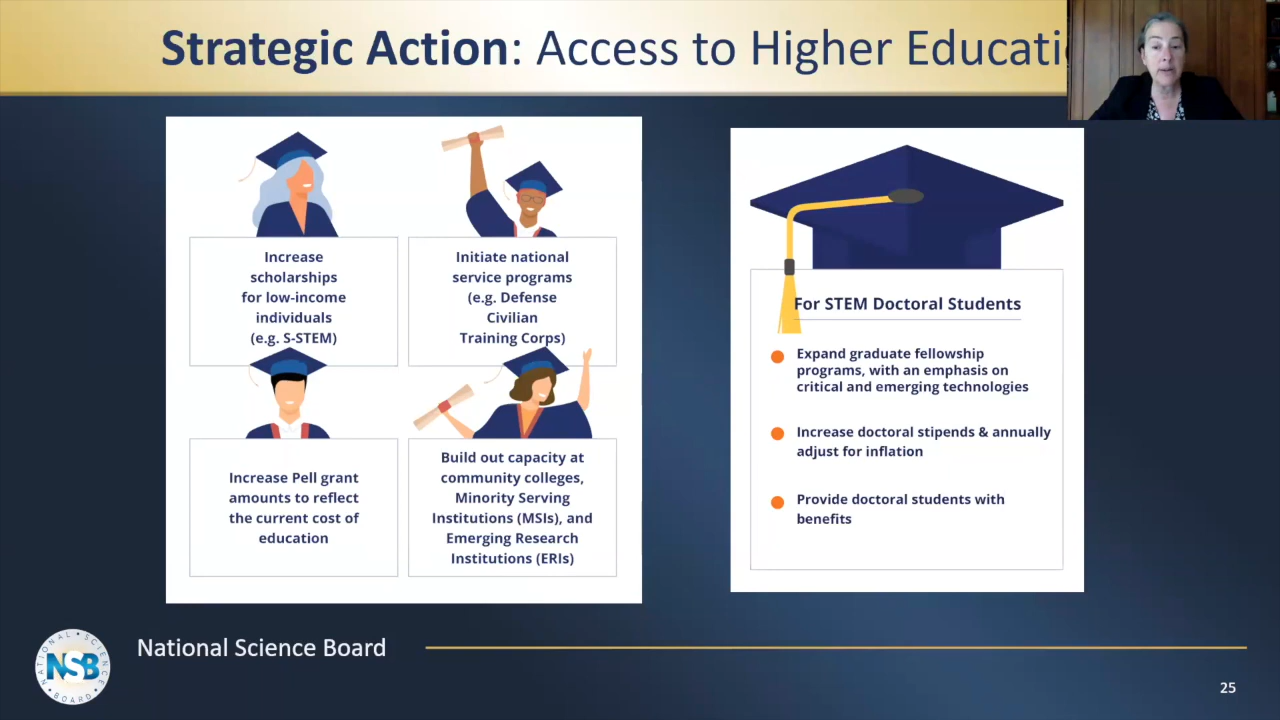 Strategic Action: Access to Higher Educati
Increase
scholarships
for low-income
individuals
(e.g. S-STEM)
Initiate national
service programs
(e.g. Defense
Civilian
Training Corps)
Increase Pell grant
amounts to reflect
the current cost of
education
Build out capacity at
community colleges,
Minority Serving
Institutions (MSIs), and
Emerging Research
Institutions (ERIs)
For STEM Doctoral Students
Expand graduate fellowship
programs, with an emphasis on
critical and emerging technologies
Increase doctoral stipends & annually
adjust for inflation
Provide doctoral students with
benefits
NATIONAL SCIENCE BOARD
NSB
National Science Board
25